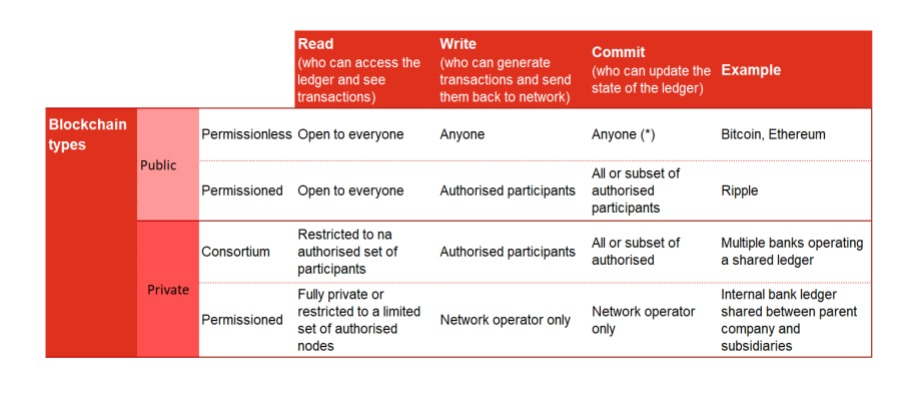 Read
(who can access the
ledger and see
transactions)
Write
(who can generate
transactions and send
them back to network)
Commit
(who can update the
state of the ledger)
Example
Blockchain
types
Public
Permissionless
Open to everyone
Anyone
Anyone (*)
Bitcoin, Ethereum
Permissioned
Open to everyone
Authorised participants
All or subset of
authorised
participants
Ripple
Private
Consortium
Restricted to na
authorised set of
participants
Authorised participants
All or subset of
authorised
Multiple banks operating
a shared ledger
Permissioned
Fully private or
restricted to a limited
set of authorised
nodes
Network operator only
Network operator
only
Internal bank ledger
shared between parent
company and
subsidiaries